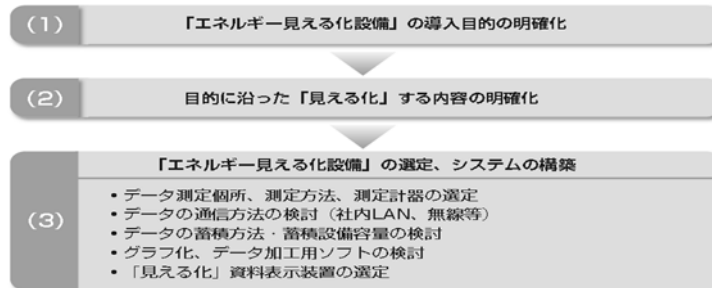 (1) 「エネルギー見える化設備」の導入目的の明確化
(2) 目的に沿った「見える化」する内容の明確化
「エネルギー見える化設備」の選定、システムの構築
(3)
• データ測定個所、測定方法、測定計器の選定
• データの通信方法の検討（社内LAN、無線等）
• データの蓄積方法・蓄積設備容量の検討
• グラフ化、データ加工用ソフトの検討
• 「見える化」資料表示装置の選定